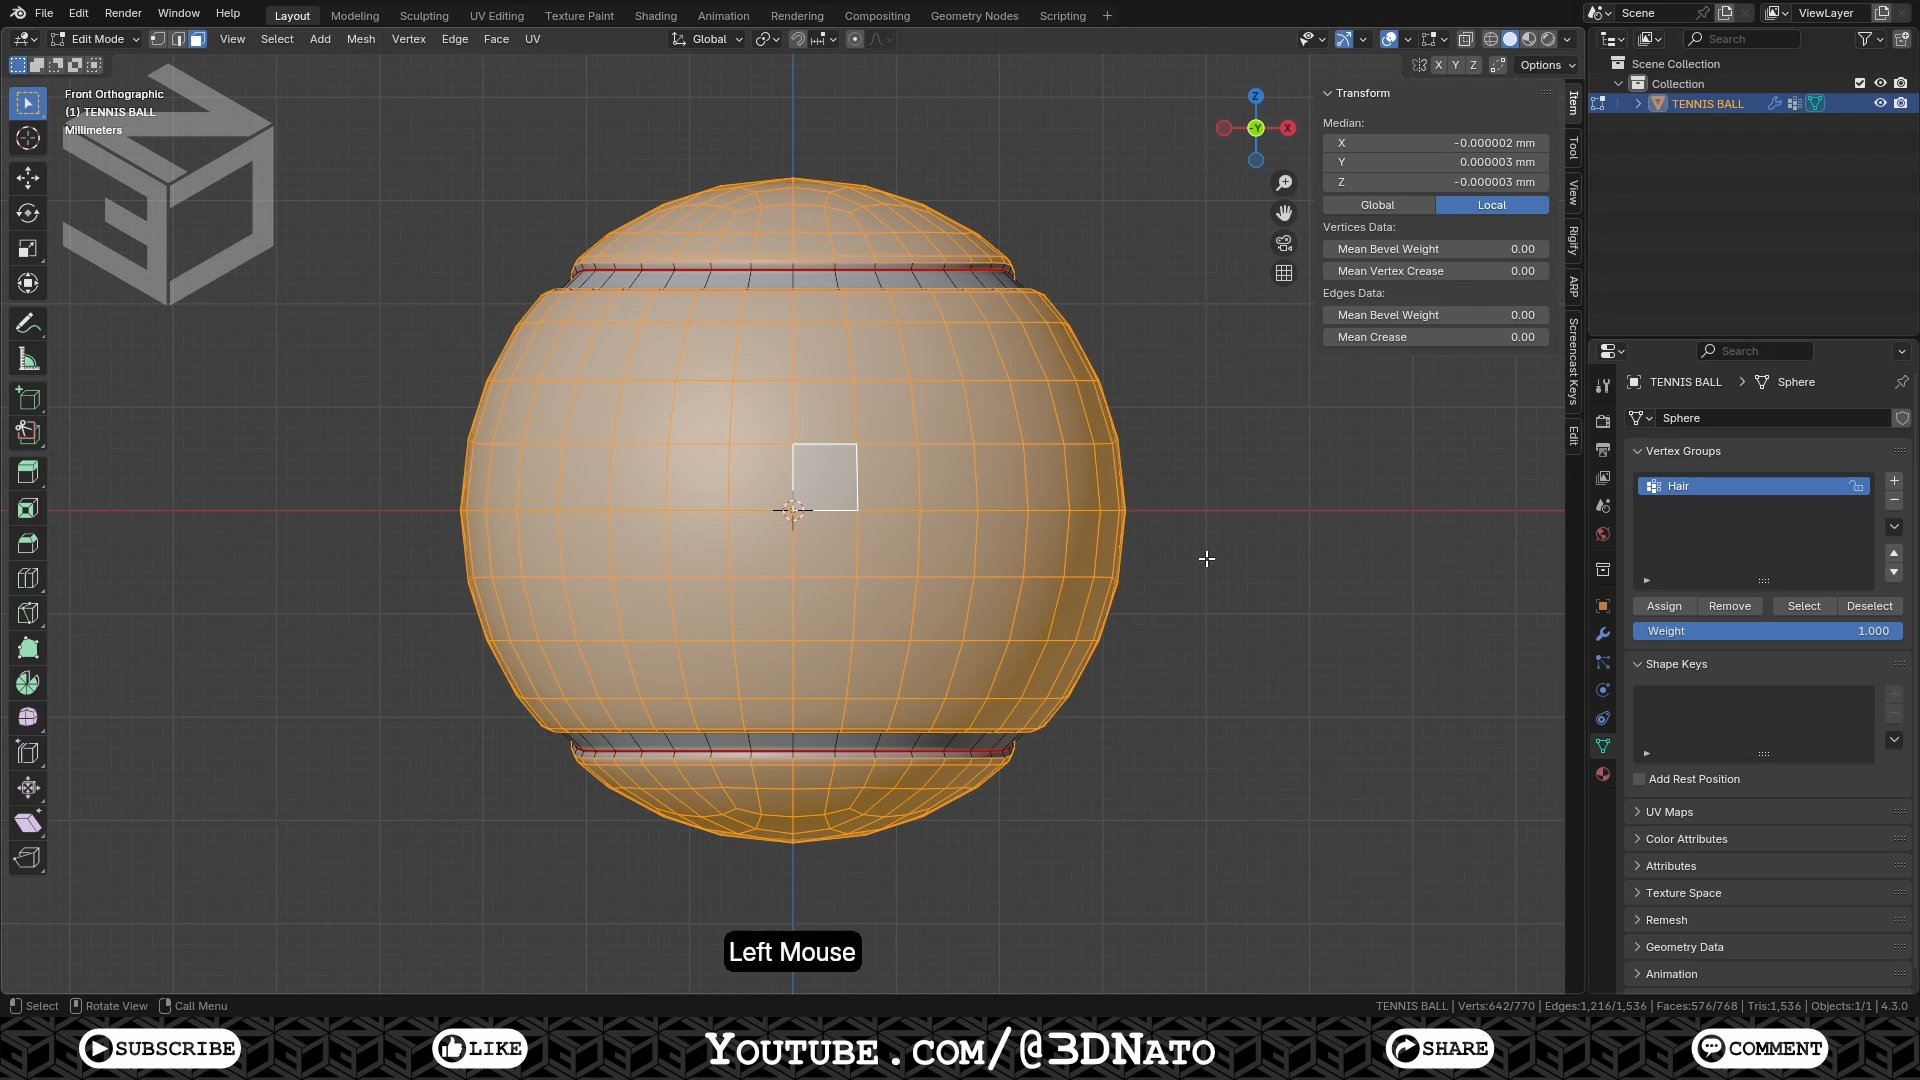 File Edit Render Window Help Layout Modeling Sculpting UV Editing Texture Paint Shading Animation Rendering Compositing Geometry Nodes Scripting + Scene ViewLayer
Edit Mode View Select Add Mesh Vertex Edge Face UV Global Search
X Y Z Options
Scene Collection
Collection
TENNIS BALL
Front Orthographic
(1) TENNIS BALL
Millimeters
Z
-Y X
Transform
Median:
X -0.000002 mm
Y 0.000003 mm
Z -0.000003 mm
Global Local
Vertices Data:
Mean Bevel Weight 0.00
Mean Vertex Crease 0.00
Edges Data:
Mean Bevel Weight 0.00
Mean Crease 0.00
Item
Tool
View
Rigify
ARP
Screencast Keys
Edit
Search
TENNIS BALL > Sphere
Sphere
Vertex Groups
Hair
Assign Remove Select Deselect
Weight 1.000
Shape Keys
Add Rest Position
UV Maps
Color Attributes
Attributes
Texture Space
Remesh
Geometry Data
Animation
Left Mouse
Select Rotate View Call Menu TENNIS BALL | Verts:642/770 | Edges:1,216/1,536 | Faces:576/768 | Tris:1,536 | Objects:1/1 | 4.3.0
SUBSCRIBE LIKE Youtube.com/@3DNato SHARE COMMENT